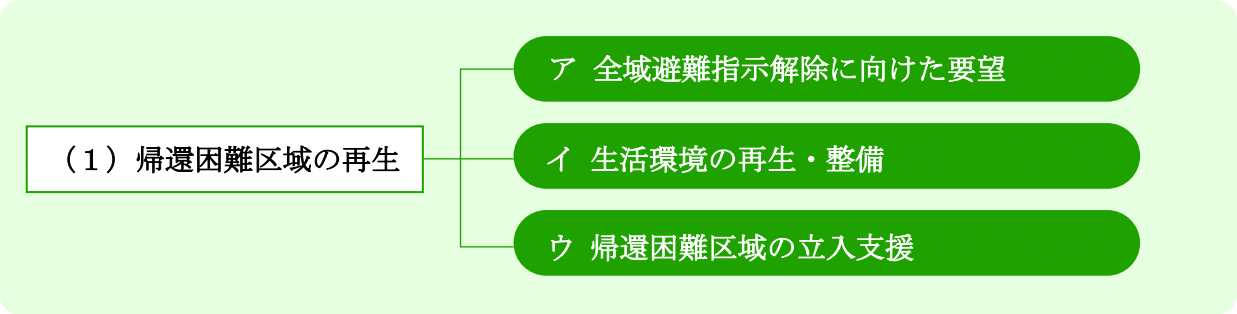 （１）帰還困難区域の再生
ア 全域避難指示解除に向けた要望
イ 生活環境の再生・整備
ウ 帰還困難区域の立入支援